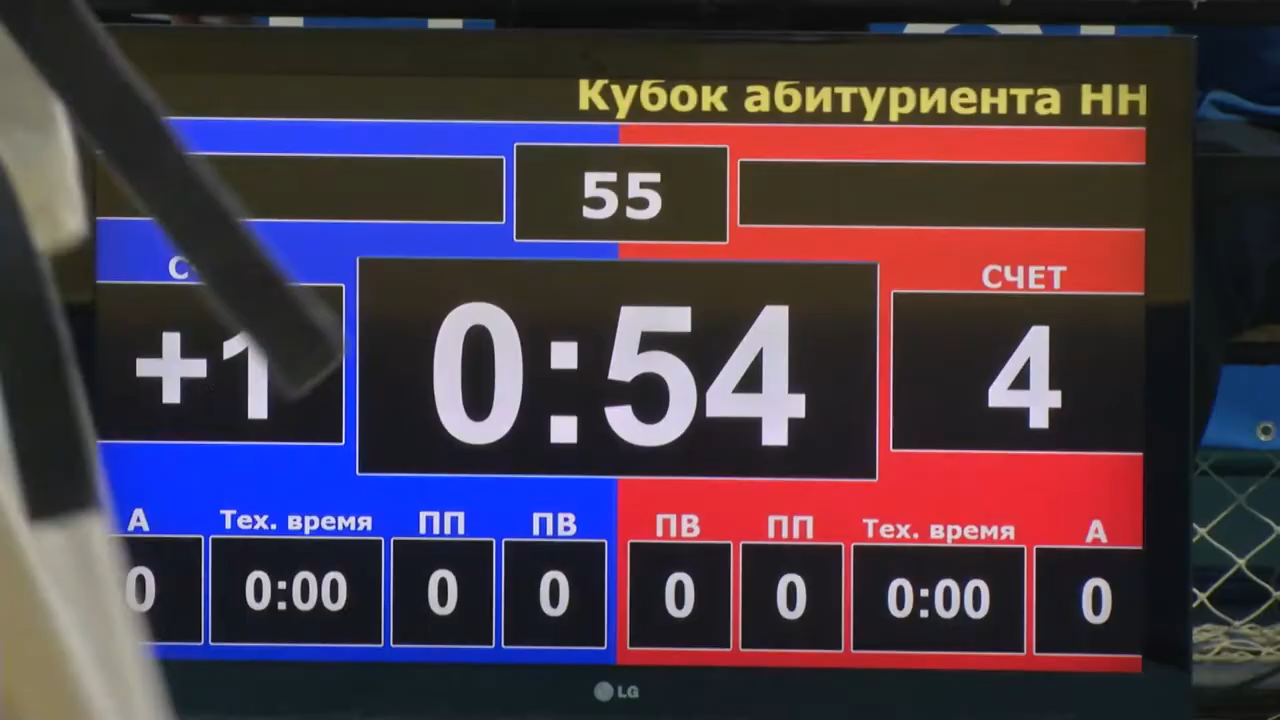 Кубок абитуриента НН
55
СЧЕТ
+1 0:54 4
А Тех. время ПП ПВ ПВ ПП Тех. время А
0 0:00 0 0 0 0 0:00 0
LG